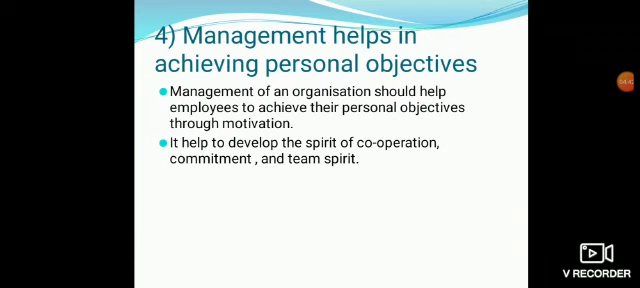 4) Management helps in
achieving personal objectives
Management of an organisation should help
employees to achieve their personal objectives
through motivation.
It help to develop the spirit of co-operation,
commitment , and team spirit.
V RECORDER